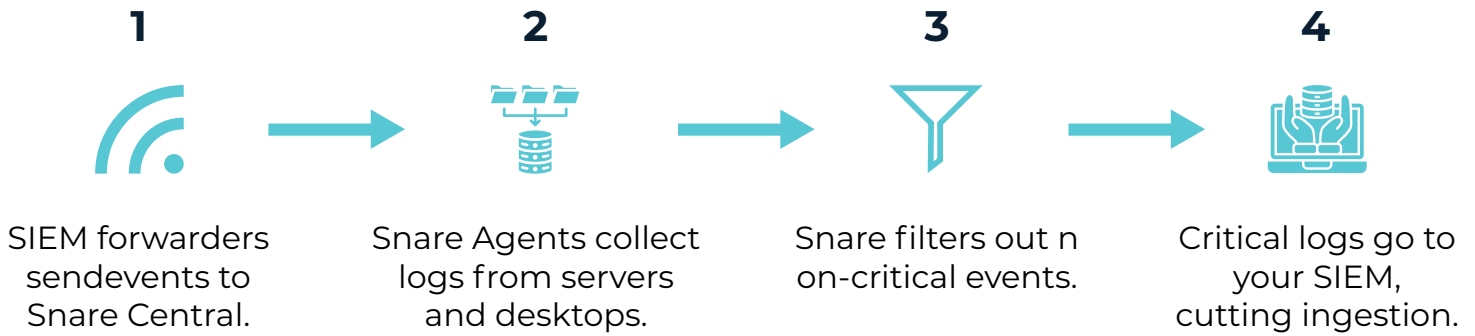 1
SIEM forwarders
sendevents to
Snare Central.
2
Snare Agents collect
logs from servers
and desktops.
3
Snare filters out n
on-critical events.
4
Critical logs go to
your SIEM,
cutting ingestion.